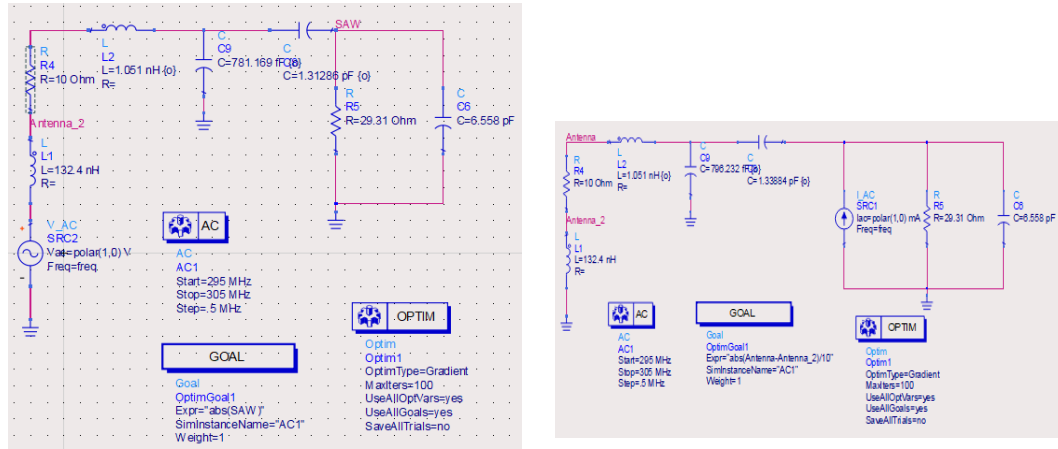 SAW
L
L2
L=1.051 nH {o}
R=
C
C9
C=781.169 fF {o}
C
C=1.31286 pF {o}
R
R4
R=10 Ohm
Antenna_2
L
L1
L=132.4 nH
R=
R
R5
R=29.31 Ohm
C
C6
C=6.558 pF
V_AC
SRC2
Vac=polar(1,0) V
Freq=freq
AC
AC
AC1
Start=295 MHz
Stop=305 MHz
Step=.5 MHz
GOAL
Goal
OptimGoal1
Expr="abs(SAW)"
SimInstanceName="AC1"
Weight=1
OPTIM
Optim
Optim1
OptimType=Gradient
MaxIters=100
UseAllOptVars=yes
UseAllGoals=yes
SaveAllTrials=no
Antenna
R
R4
R=10 Ohm
L
L2
L=1.051 nH {o}
R=
C
C9
C=796.232 fF {o}
C
C=1.33884 pF {o}
Antenna_2
L
L1
L=132.4 nH
R=
I_AC
SRC1
Iac=polar(1,0) mA
Freq=freq
R
R5
R=29.31 Ohm
C
C6
C=6.558 pF
AC
AC
AC1
Start=295 MHz
Stop=305 MHz
Step=.5 MHz
GOAL
Goal
OptimGoal1
Expr="abs(Antenna-Antenna_2)/10"
SimInstanceName="AC1"
Weight=1
OPTIM
Optim
Optim1
OptimType=Gradient
MaxIters=100
UseAllOptVars=yes
UseAllGoals=yes
SaveAllTrials=no